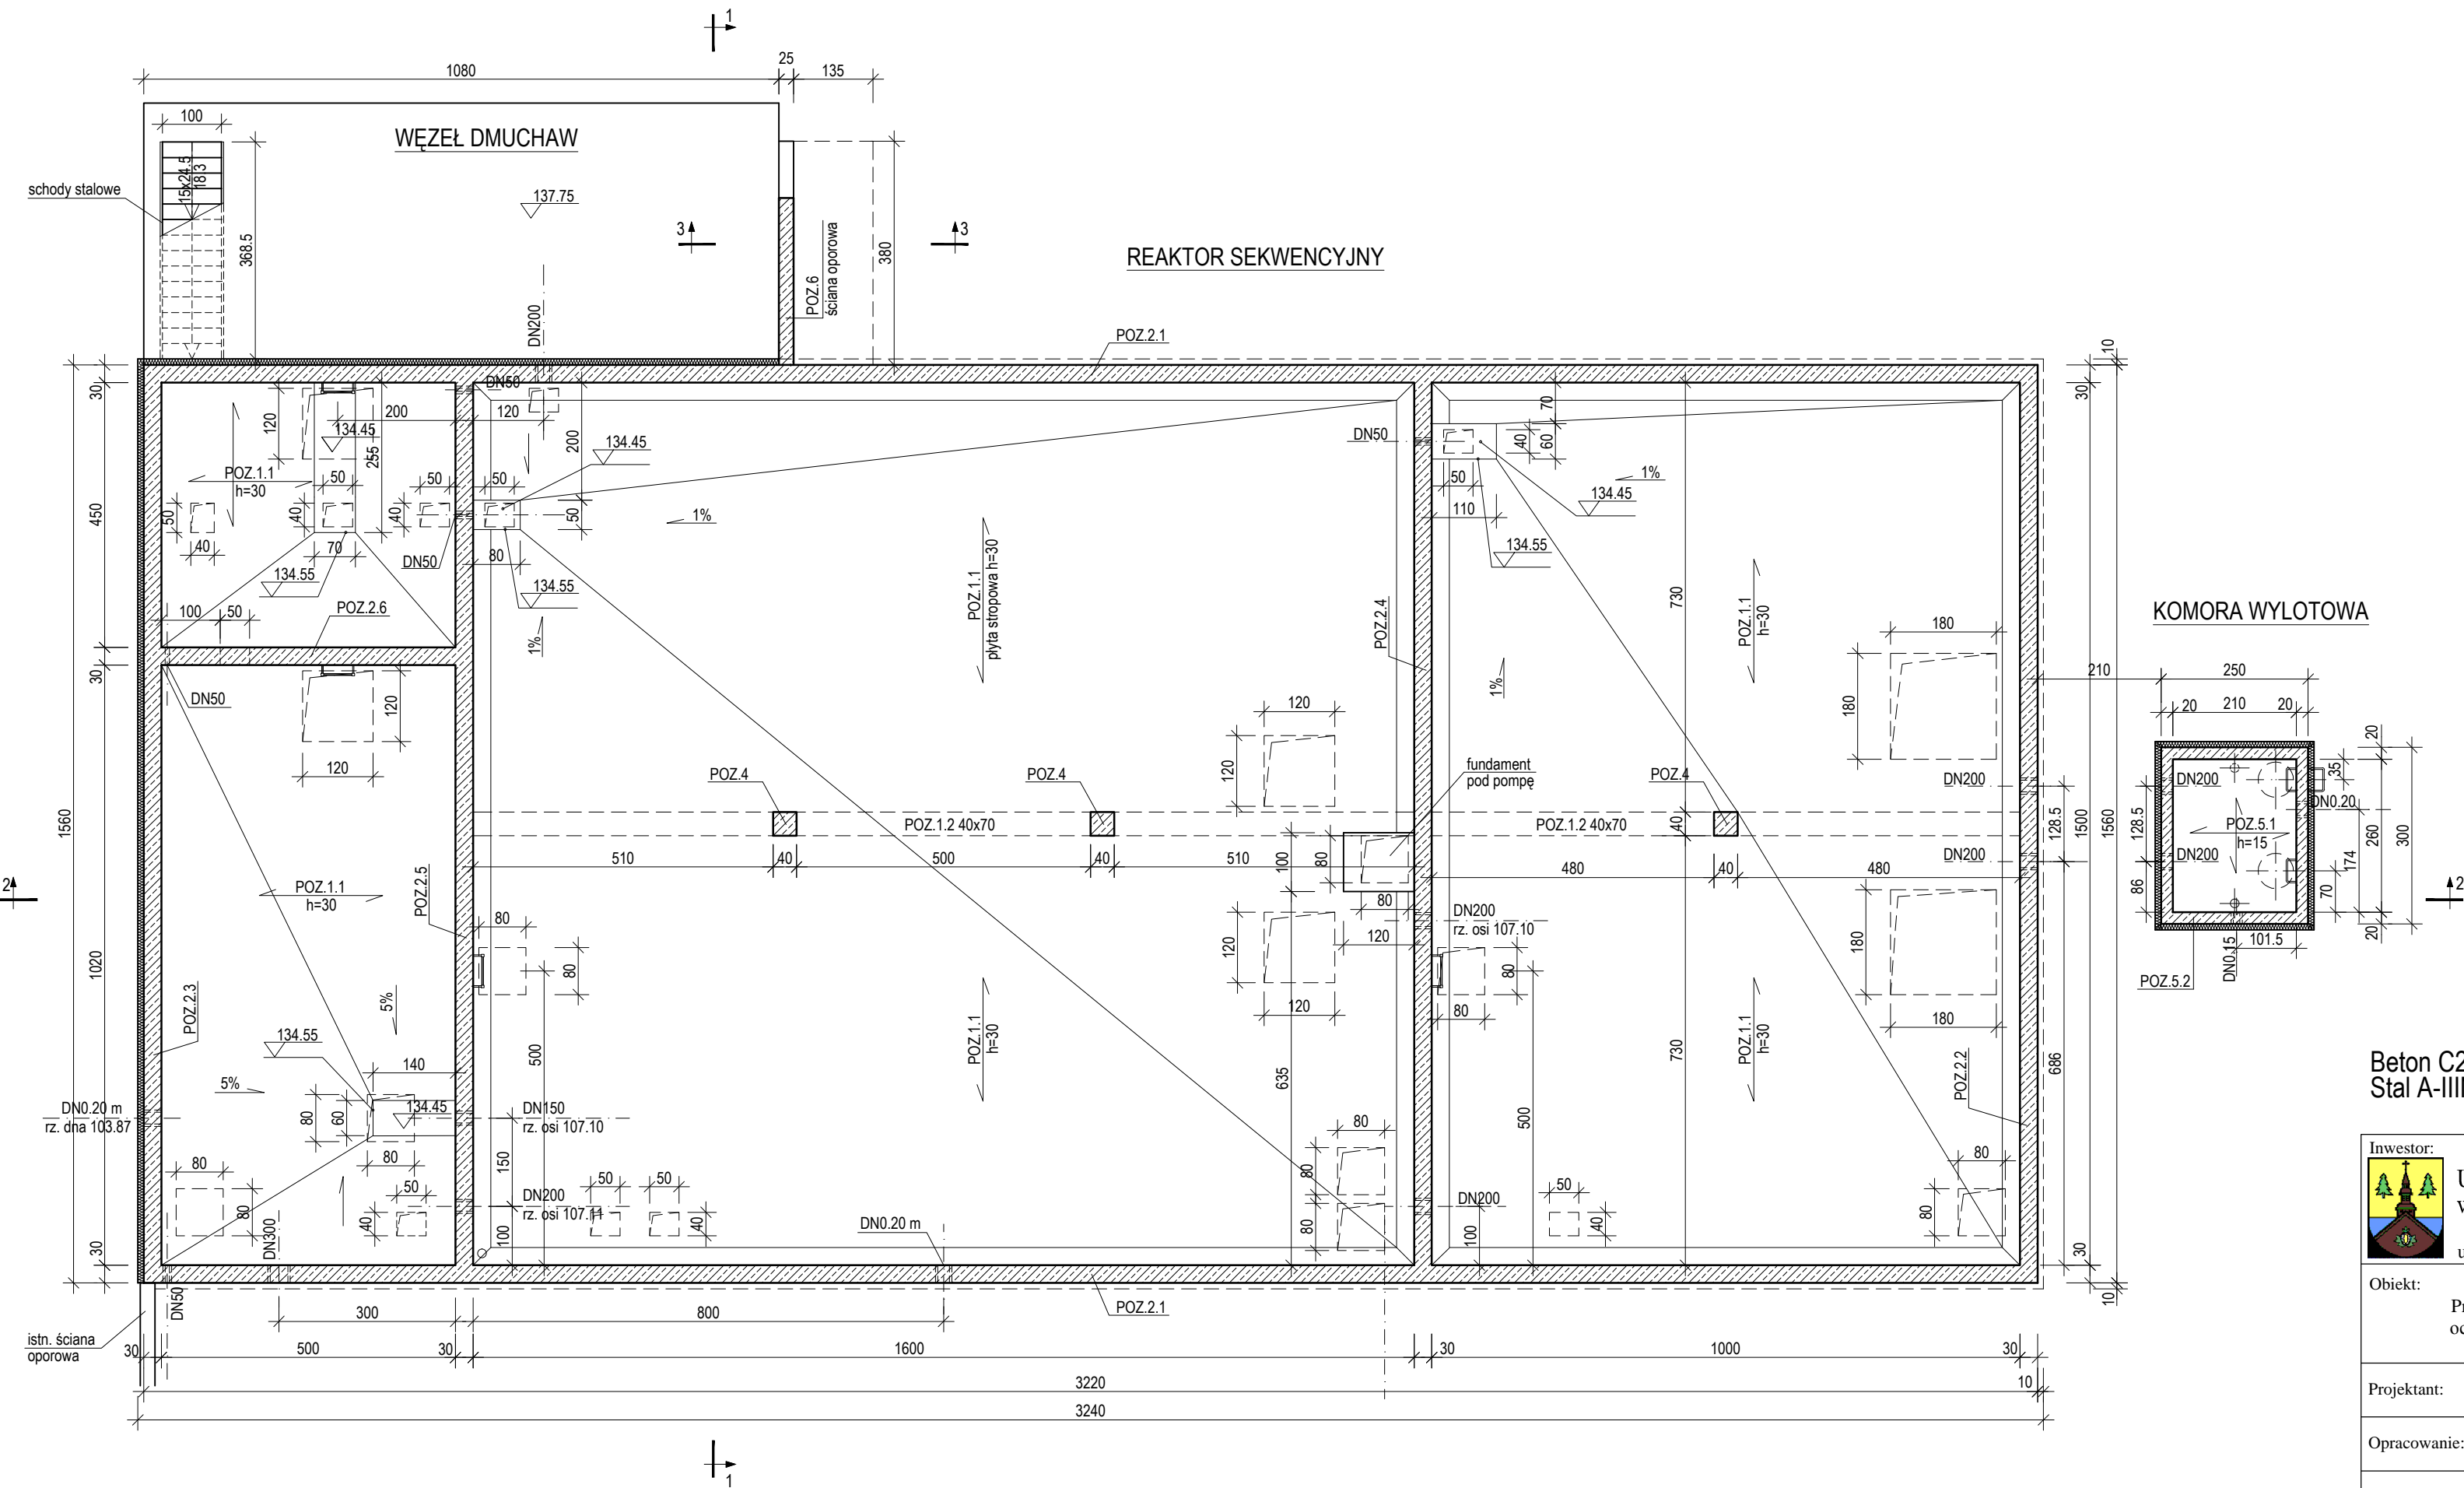 1
1080
25
135
100
WĘZEŁ DMUCHAW
15x24.5
18.3
schody stalowe
368.5
137.75
3
3
POZ.6
ściana oporowa
380
REAKTOR SEKWENCYJNY
DN200
POZ.2.1
10
30
30
DN50
120
200
120
134.45
255
200
134.45
POZ.1.1
h=30
50
50
50
450
50
40
40
40
50
1%
70
DN50
80
134.55
134.55
100
50
POZ.2.6
1%
POZ.1.1
płyta stropowa h=30
POZ.2.4
70
DN50
40
60
50
1%
134.45
110
134.55
730
POZ.1.1
h=30
1%
180
180
KOMORA WYLOTOWA
210
250
20
210
20
20
30
DN50
120
120
120
120
POZ.4
POZ.4
fundament
pod pompę
POZ.4
DN200
DN200
35
DN0.20
1560
POZ.1.2 40x70
POZ.1.2 40x70
40
128.5
1500
1560
128.5
POZ.5.1
h=15
260
300
510
40
500
40
510
100
80
480
40
480
DN200
DN200
174
86
70
2
2
POZ.1.1
h=30
POZ.2.5
80
80
80
120
DN200
rz. osi 107.10
120
120
180
180
20
DN0.15
101.5
POZ.5.2
1020
POZ.2.3
5%
80
80
134.55
140
500
POZ.1.1
h=30
635
730
POZ.1.1
h=30
POZ.2.2
686
Beton C2
Stal A-IIII
5%
DN0.20 m
rz. dna 103.87
80
60
134.45
DN150
rz. osi 107.10
500
80
80
150
80
80
80
Inwestor:
80
80
50
40
DN200
rz. osi 107.11
50
50
40
80
DN200
50
40
80
30
DN300
100
DN0.20 m
100
30
Obiekt:
DN50
300
800
POZ.2.1
10
istn. ściana
oporowa
30
500
30
1600
30
1000
30
3220
10
Projektant:
3240
Opracowanie:
1